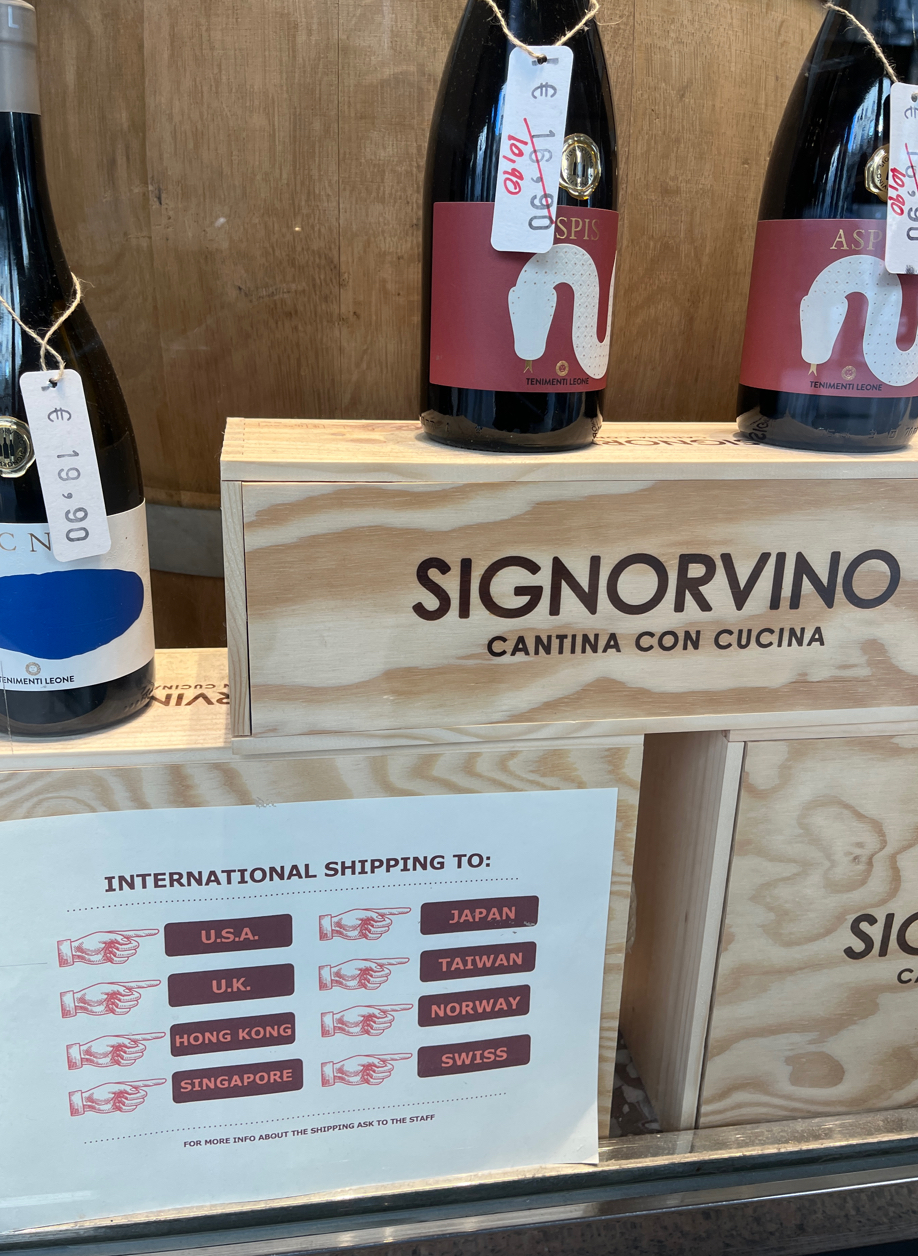 € 16,90
10,90
SPIS
TENIMENTI LEONE
10,90
ASP
TENIMENTI LEONE
€ 19,90
C N
TENIMENTI LEONE
SIGNORVINO
CANTINA CON CUCINA
INTERNATIONAL SHIPPING TO:
U.S.A.
JAPAN
U.K.
TAIWAN
HONG KONG
NORWAY
SINGAPORE
SWISS
FOR MORE INFO ABOUT THE SHIPPING ASK TO THE STAFF